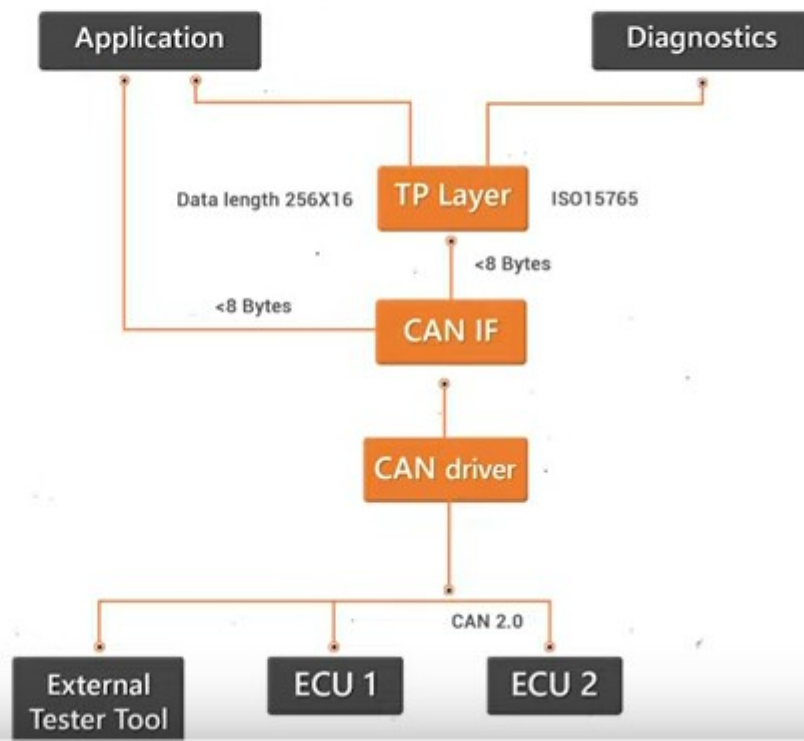 Application
Diagnostics
Data length 256X16
TP Layer
ISO15765
<8 Bytes
<8 Bytes
CAN IF
CAN driver
CAN 2.0
External
Tester Tool
ECU 1
ECU 2